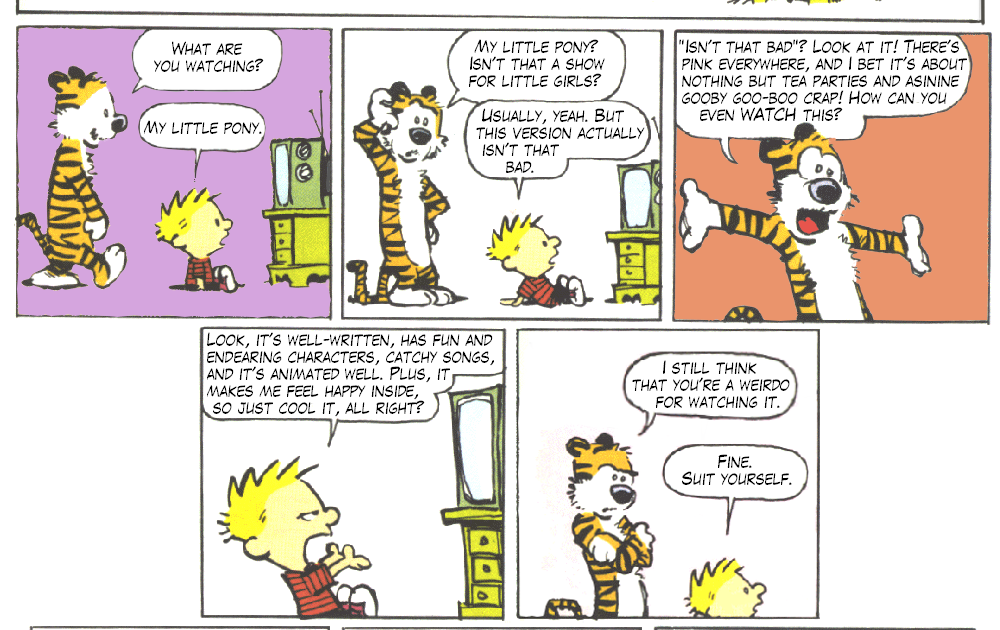 WHAT ARE
YOU WATCHING?
MY LITTLE PONY.
MY LITTLE PONY?
ISN'T THAT A SHOW
FOR LITTLE GIRLS?
USUALLY, YEAH. BUT
THIS VERSION ACTUALLY
ISN'T THAT
BAD.
"ISN'T THAT BAD"? LOOK AT IT! THERE'S
PINK EVERYWHERE, AND I BET IT'S ABOUT
NOTHING BUT TEA PARTIES AND ASININE
GOOBY GOO-BOO CRAP! HOW CAN YOU
EVEN WATCH THIS?
LOOK, IT'S WELL-WRITTEN, HAS FUN AND
ENDEARING CHARACTERS, CATCHY SONGS,
AND IT'S ANIMATED WELL. PLUS, IT
MAKES ME FEEL HAPPY INSIDE,
SO JUST COOL IT, ALL RIGHT?
I STILL THINK
THAT YOU'RE A WEIRDO
FOR WATCHING IT.
FINE.
SUIT YOURSELF.